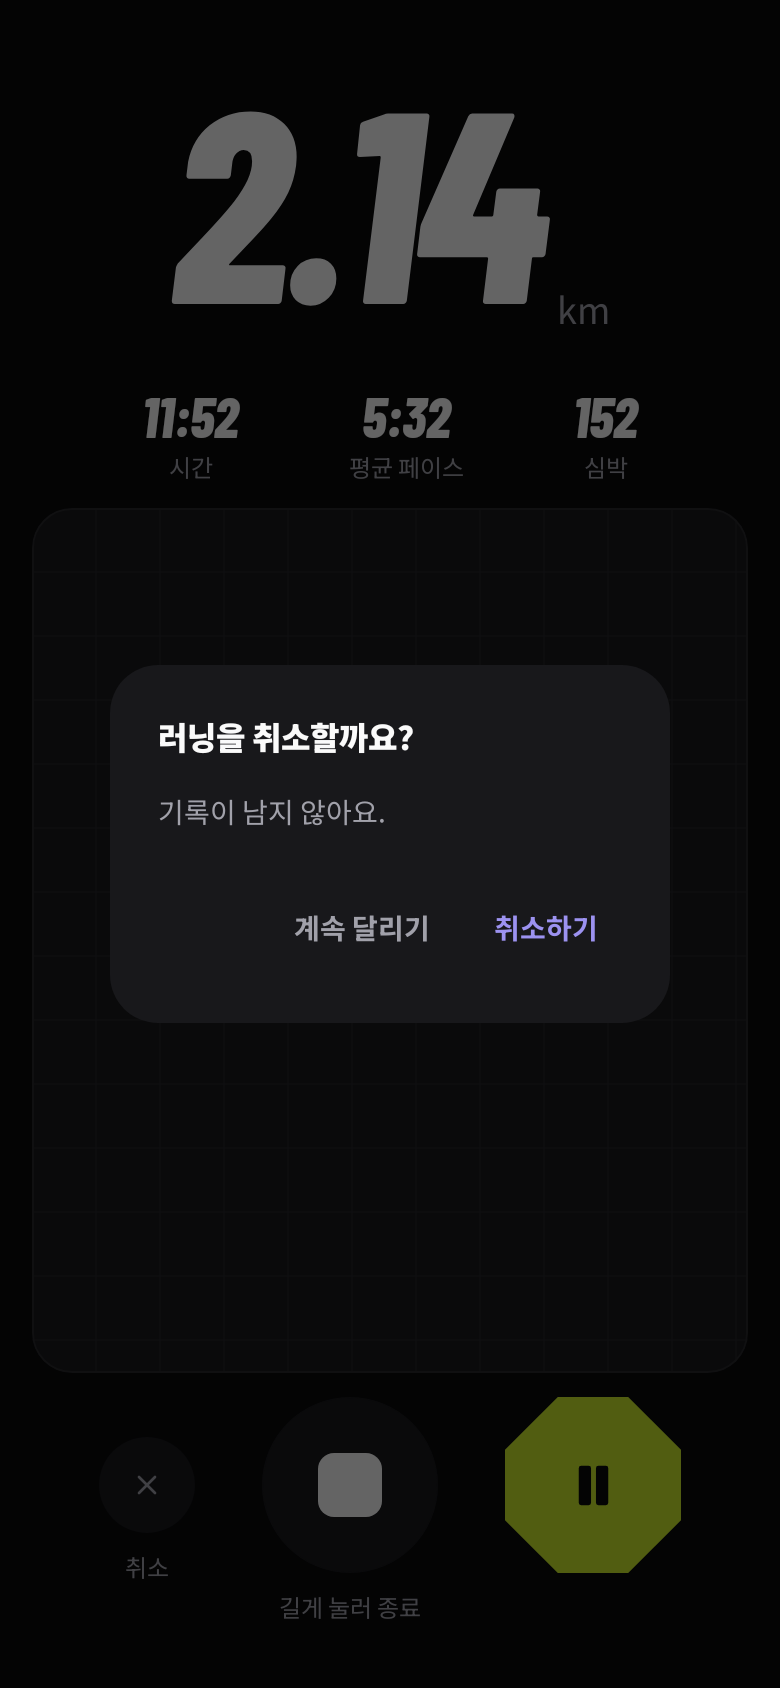 2.14 km
11:52 5:32 152
시간 평균 페이스 심박
러닝을 취소할까요?
기록이 남지 않아요.
계속 달리기 취소하기
취소
길게 눌러 종료